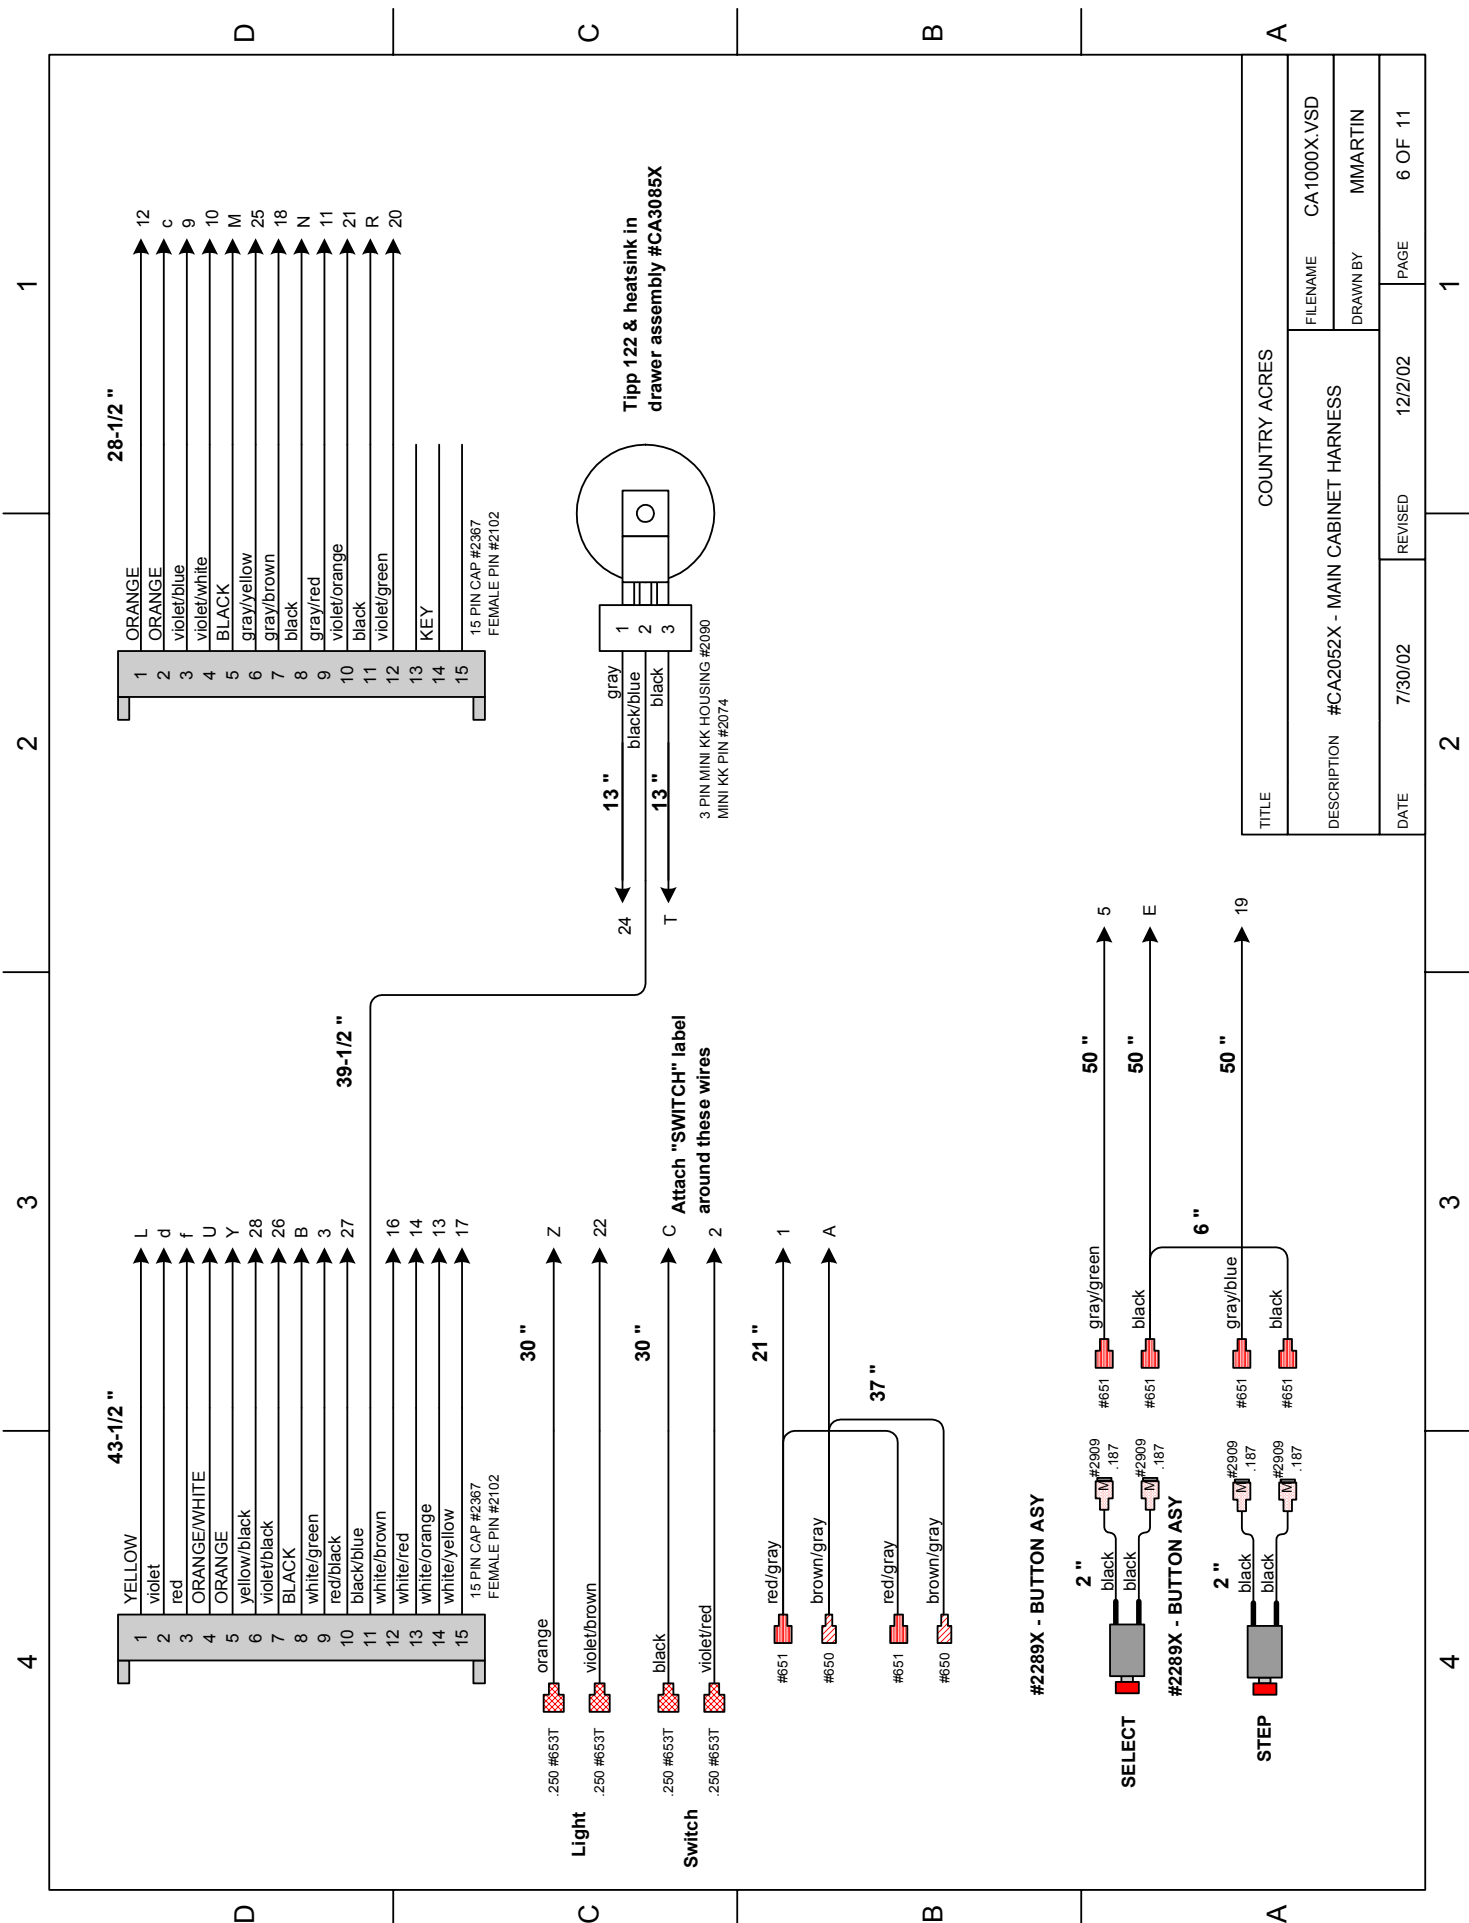 4 3 2 1
D
C
B
A
43-1/2 "
1 YELLOW L
2 violet d
3 red f
4 ORANGE/WHITE U
5 ORANGE Y
6 yellow/black 28
7 violet/black 26
8 BLACK B
9 white/green 3
10 red/black 27
11 black/blue
12 white/brown 16
13 white/red 14
14 white/orange 13
15 white/yellow 17
15 PIN CAP #2367
FEMALE PIN #2102
39-1/2 "
28-1/2 "
1 ORANGE 12
2 ORANGE c
3 violet/blue 9
4 violet/white 10
5 BLACK M
6 gray/yellow 25
7 gray/brown 18
8 black N
9 gray/red 11
10 violet/orange 21
11 black R
12 violet/green 20
13
14 KEY
15
15 PIN CAP #2367
FEMALE PIN #2102
24 13 " gray 1
black/blue 2
T 13 " black 3
3 PIN MINI KK HOUSING #2090
MINI KK PIN #2074
Tipp 122 & heatsink in
drawer assembly #CA3085X
Light
.250 #653T orange 30 " Z
.250 #653T violet/brown 22
Switch
.250 #653T black 30 " C
.250 #653T violet/red 2
Attach "SWITCH" label
around these wires
#651 red/gray 21 " 1
#650 brown/gray A
37 "
#651 red/gray
#650 brown/gray
#2289X - BUTTON ASY
SELECT
2 "
black M #2909 .187
black M #2909 .187
#651 gray/green 50 " 5
#651 black 50 " E
6 "
#2289X - BUTTON ASY
STEP
2 "
black M #2909 .187
black M #2909 .187
#651 gray/blue 50 " 19
#651 black
TITLE COUNTRY ACRES
DESCRIPTION #CA2052X - MAIN CABINET HARNESS
FILENAME CA1000X.VSD
DRAWN BY MMARTIN
DATE 7/30/02 REVISED 12/2/02 PAGE 6 OF 11
D
C
B
A
4 3 2 1